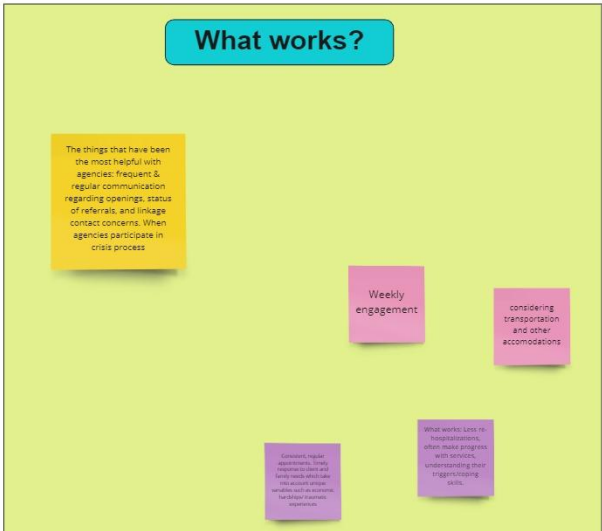 What works?
The things that have been
the most helpful with
agencies: frequent &
regular communication
regarding openings, status
of referrals, and linkage
contact concerns. When
agencies participate in
crisis process
Weekly
engagement
considering
transportation
and other
accomodations
What works: Less re-
hospitalizations,
often make progress
with services,
understanding their
triggers/coping
skills.
Consistent, regular
appointments. Timely
response to client and
family needs which take
into account unique
variables such as economic
hardships/ traumatic
experiences.